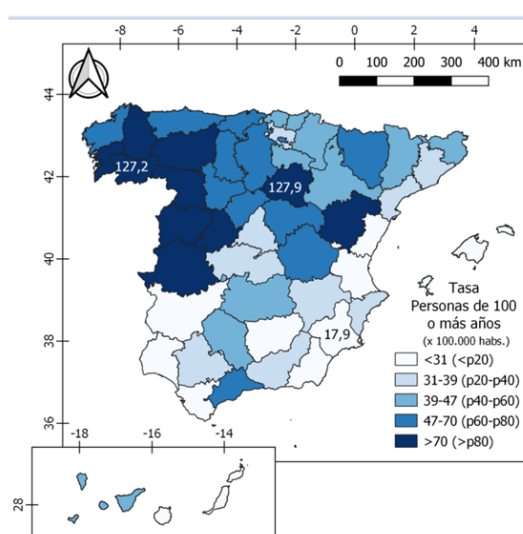 -8 -6 -4 -2 0 4
0 100 200 300 400 km
44
42
40
38
36
127,2
127,9
17,9
Tasa
Personas de 100
o más años
(x 100.000 habs.)
<31 (<p20)
31-39 (p20-p40)
39-47 (p40-p60)
47-70 (p60-p80)
>70 (>p80)
-18 -16 -14
28